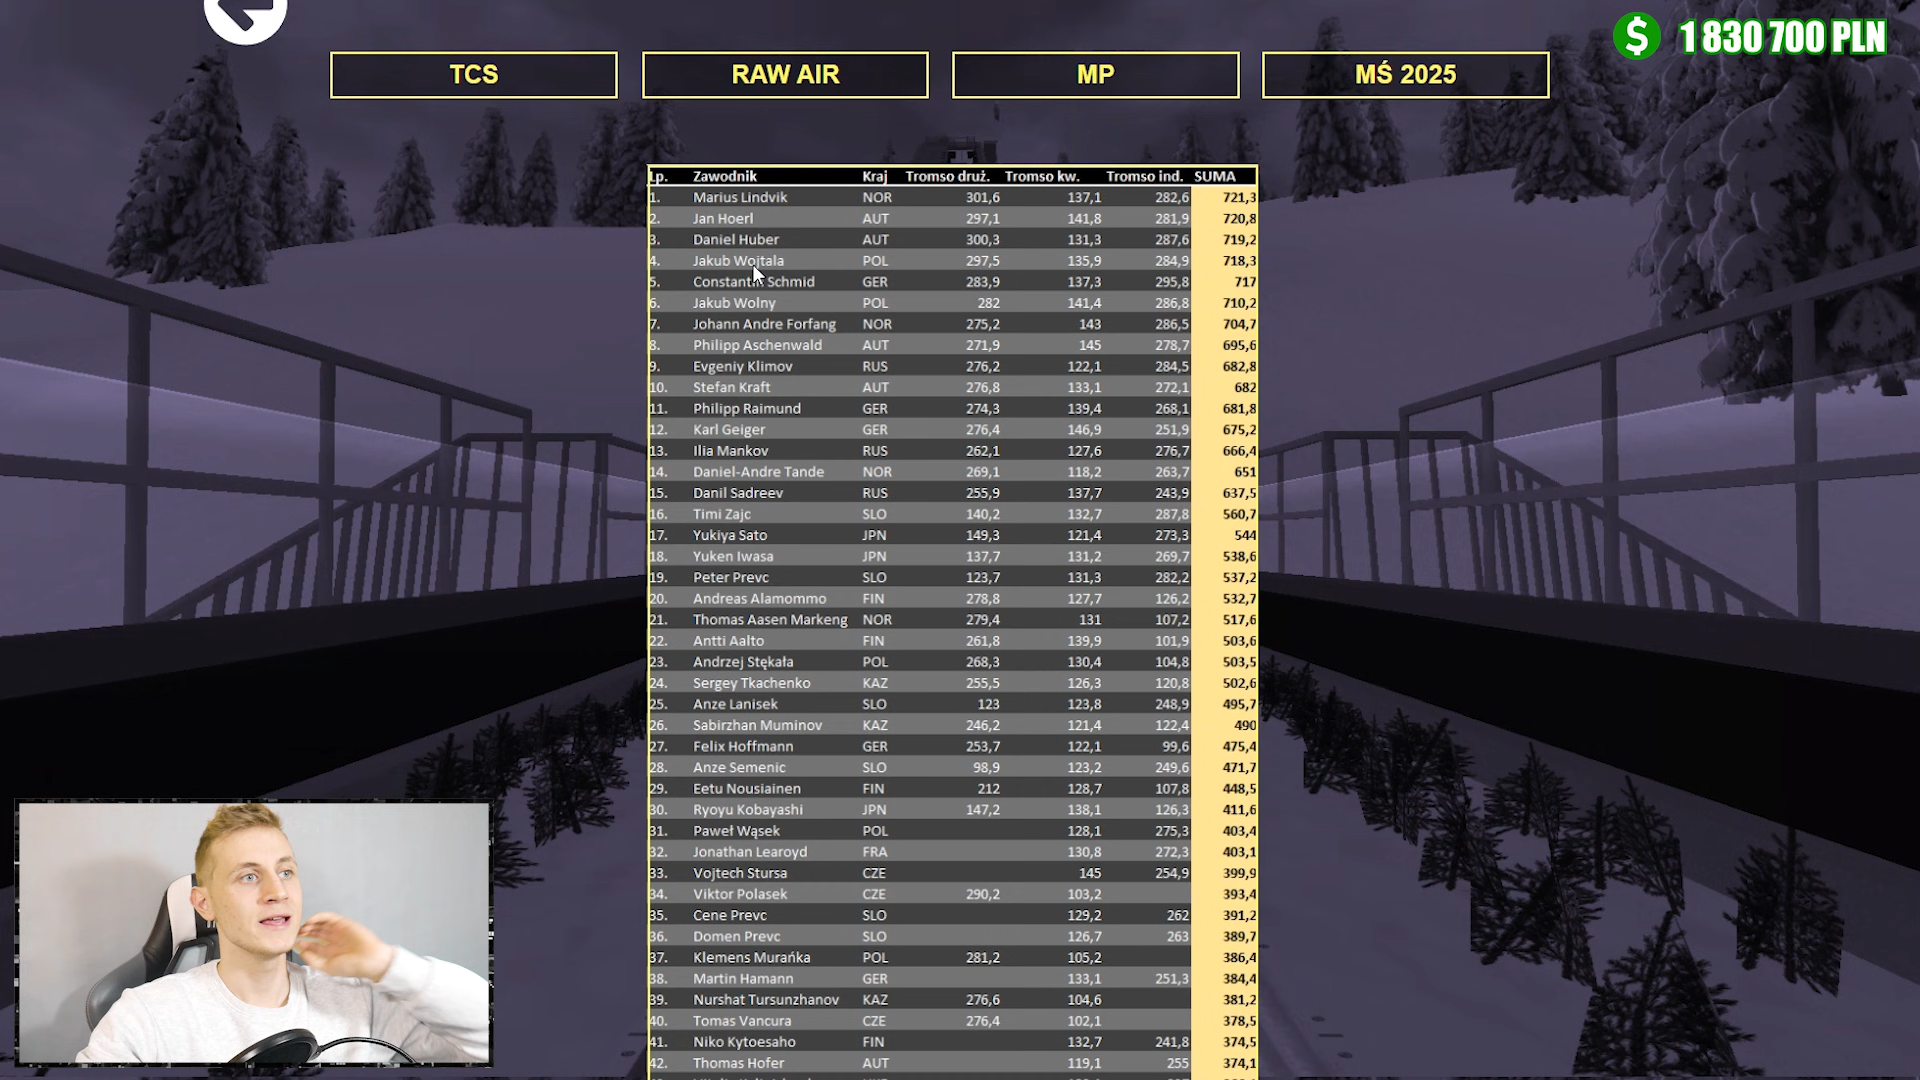 1 830 700 PLN
TCS RAW AIR MP MŚ 2025
Lp. Zawodnik Kraj Tromso druż. Tromso kw. Tromso ind. SUMA
1. Marius Lindvik NOR 301,6 137,1 282,6 721,3
2. Jan Hoerl AUT 297,1 141,8 281,9 720,8
3. Daniel Huber AUT 300,3 131,3 287,6 719,2
4. Jakub Wojtala POL 297,5 135,9 284,9 718,3
5. Constantin Schmid GER 283,9 137,3 295,8 717
6. Jakub Wolny POL 282 141,4 286,8 710,2
7. Johann Andre Forfang NOR 275,2 143 286,5 704,7
8. Philipp Aschenwald AUT 271,9 145 278,7 695,6
9. Evgeniy Klimov RUS 276,2 122,1 284,5 682,8
10. Stefan Kraft AUT 276,8 133,1 272,1 682
11. Philipp Raimund GER 274,3 139,4 268,1 681,8
12. Karl Geiger GER 276,4 146,9 251,9 675,2
13. Ilia Mankov RUS 262,1 127,6 276,7 666,4
14. Daniel-Andre Tande NOR 269,1 118,2 263,7 651
15. Danil Sadreev RUS 255,9 137,7 243,9 637,5
16. Timi Zajc SLO 140,2 132,7 287,8 560,7
17. Yukiya Sato JPN 149,3 121,4 273,3 544
18. Yuken Iwasa JPN 137,7 131,2 269,7 538,6
19. Peter Prevc SLO 123,7 131,3 282,2 537,2
20. Andreas Alamommo FIN 278,8 127,7 126,2 532,7
21. Thomas Aasen Markeng NOR 279,4 131 107,2 517,6
22. Antti Aalto FIN 261,8 139,9 101,9 503,6
23. Andrzej Stękała POL 268,3 130,4 104,8 503,5
24. Sergey Tkachenko KAZ 255,5 126,3 120,8 502,6
25. Anze Lanisek SLO 123 123,8 248,9 495,7
26. Sabirzhan Muminov KAZ 246,2 121,4 122,4 490
27. Felix Hoffmann GER 253,7 122,1 99,6 475,4
28. Anze Semenic SLO 98,9 123,2 249,6 471,7
29. Eetu Nousiainen FIN 212 128,7 107,8 448,5
30. Ryoyu Kobayashi JPN 147,2 138,1 126,3 411,6
31. Paweł Wąsek POL 128,1 275,3 403,4
32. Jonathan Learoyd FRA 130,8 272,3 403,1
33. Vojtech Stursa CZE 145 254,9 399,9
34. Viktor Polasek CZE 290,2 103,2 393,4
35. Cene Prevc SLO 129,2 262 391,2
36. Domen Prevc SLO 126,7 263 389,7
37. Klemens Murańka POL 281,2 105,2 386,4
38. Martin Hamann GER 133,1 251,3 384,4
39. Nurshat Tursunzhanov KAZ 276,6 104,6 381,2
40. Tomas Vancura CZE 276,4 102,1 378,5
41. Niko Kytoesaho FIN 132,7 241,8 374,5
42. Thomas Hofer AUT 119,1 255 374,1